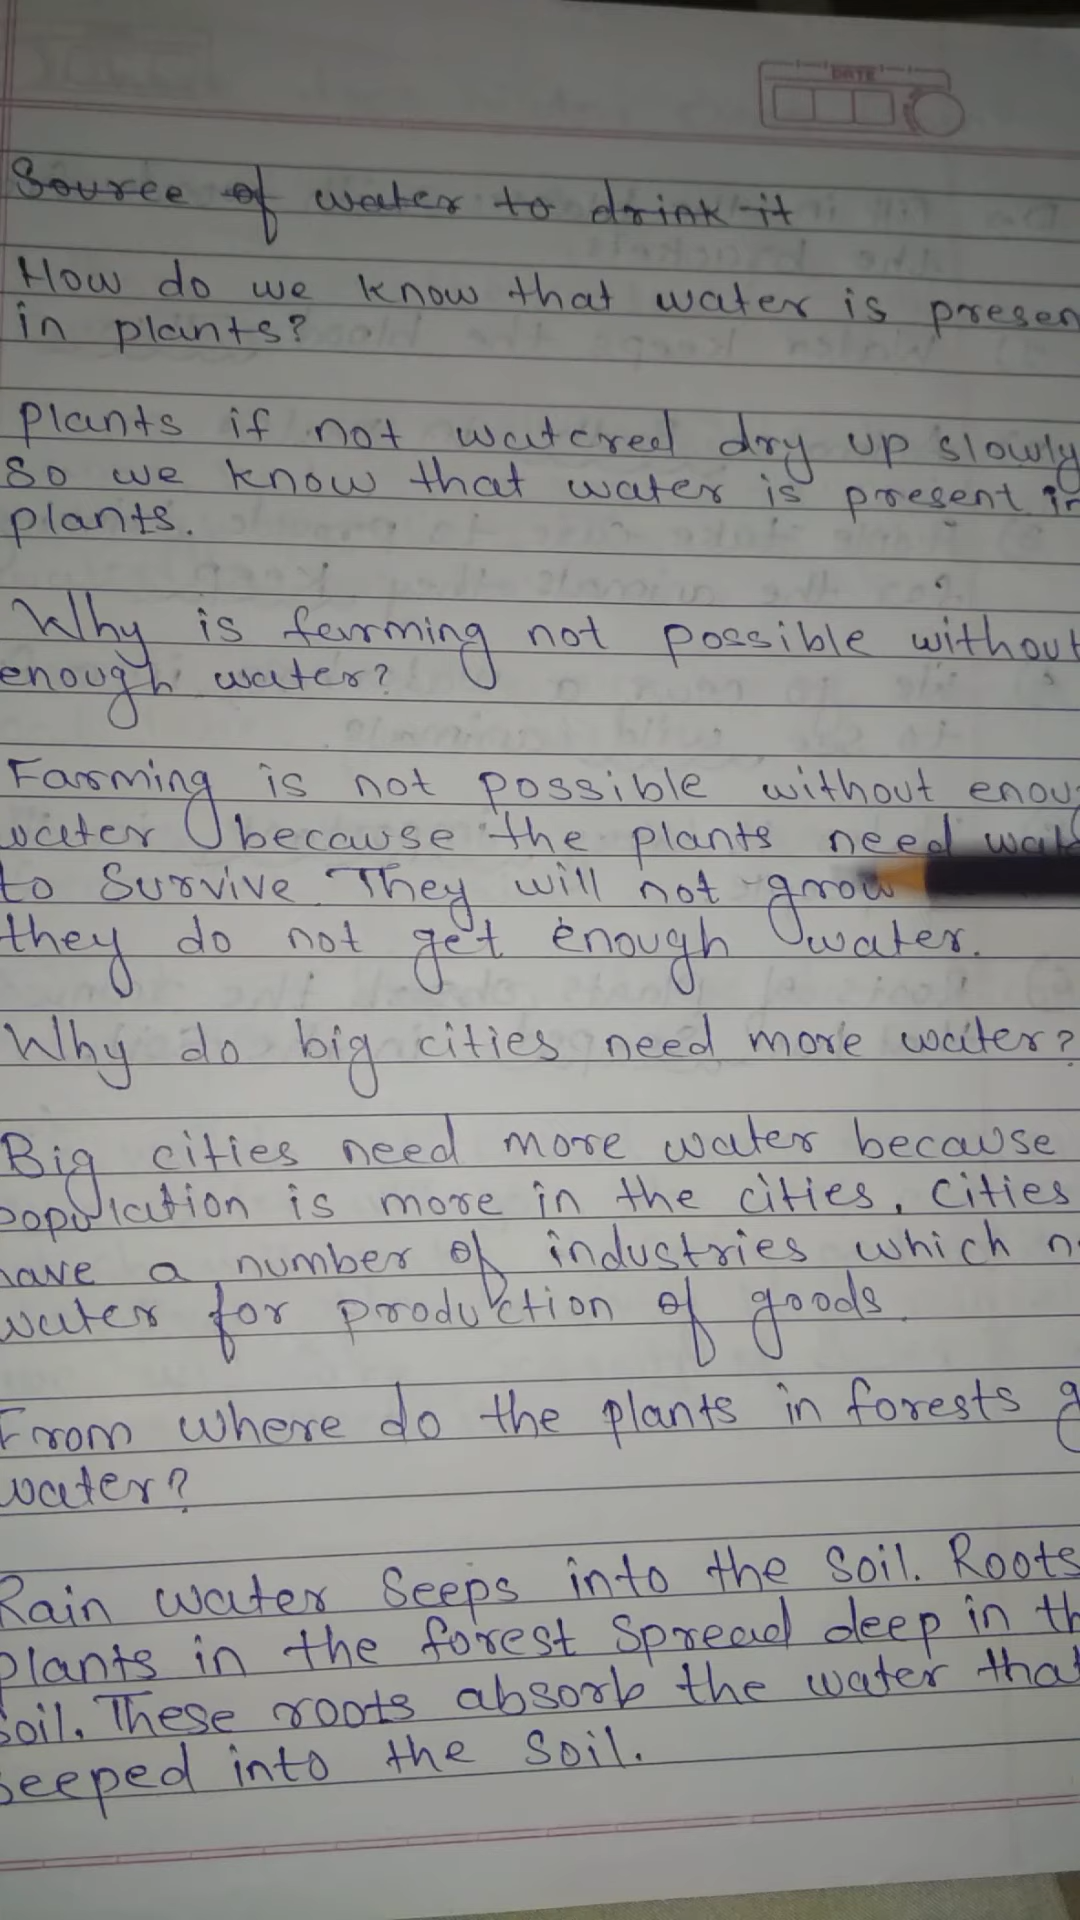 DATE
Source of water to drink it
How do we know that water is presen
in plants?
Plants if not watered dry up slowly
So we know that water is present in
plants.
Why is farming not possible without
enough water?
Farming is not possible without enoug
water because the plants need wat
to Survive. They will not grow
they do not get enough water.
Why do big cities need more water?
Big cities need more water because
population is more in the cities, cities
have a number of industries which n
water for production of goods.
From where do the plants in forests g
water?
Rain water Seeps into the Soil. Roots
plants in the forest Spread deep in th
Soil. These roots absorb the water that
seeped into the Soil.